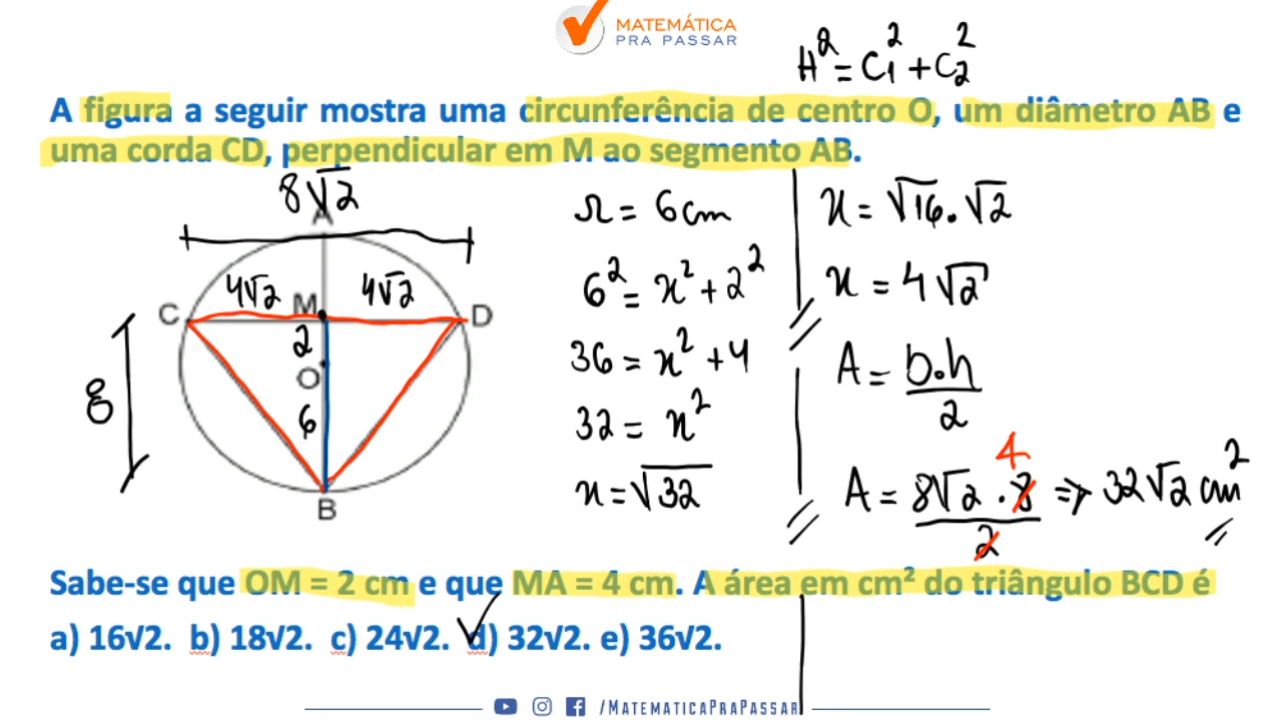 MATEMÁTICA
PRA PASSAR
H² = C₁² + C₂²
A figura a seguir mostra uma circunferência de centro O, um diâmetro AB e
uma corda CD, perpendicular em M ao segmento AB.
8√2
A
4√2 4√2
C M D
2
O
8
6
B
r = 6cm
6² = x² + 2²
36 = x² + 4
32 = x²
x = √32
x = √16 . √2
x = 4√2
A = b.h / 2
4
A = 8√2 . 8 / 2 ⇒ 32√2 cm²
Sabe-se que OM = 2 cm e que MA = 4 cm. A área em cm² do triângulo BCD é
a) 16√2. b) 18√2. c) 24√2. d) 32√2. e) 36√2.
/MatematicaPraPassar